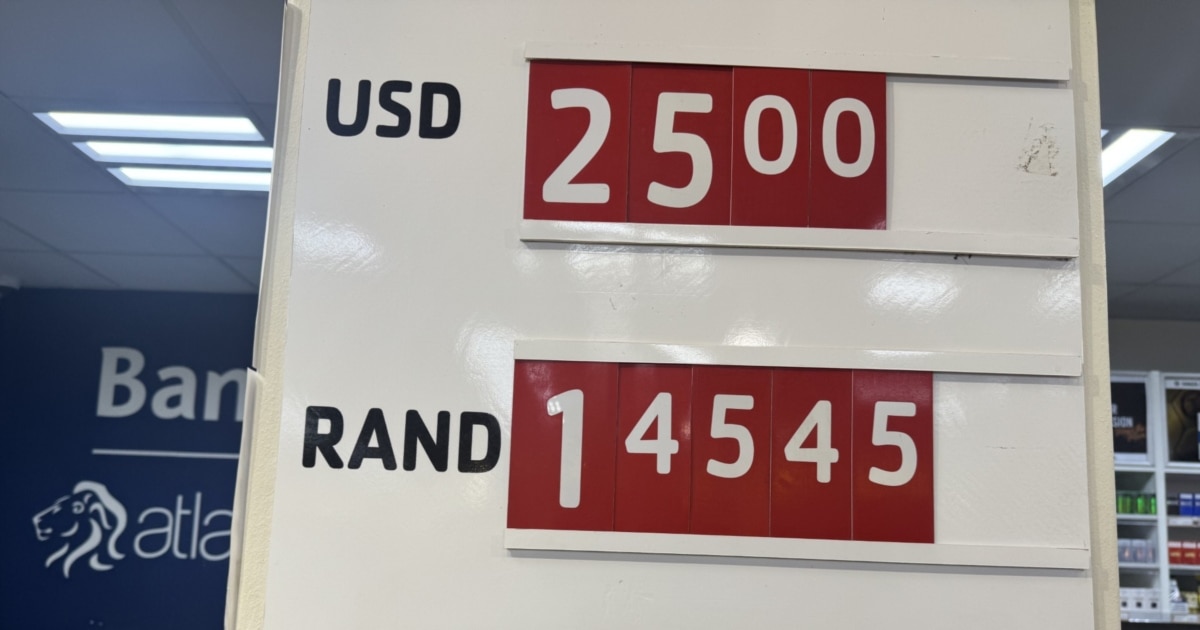 USD 2500
RAND 14545
Ban
atla